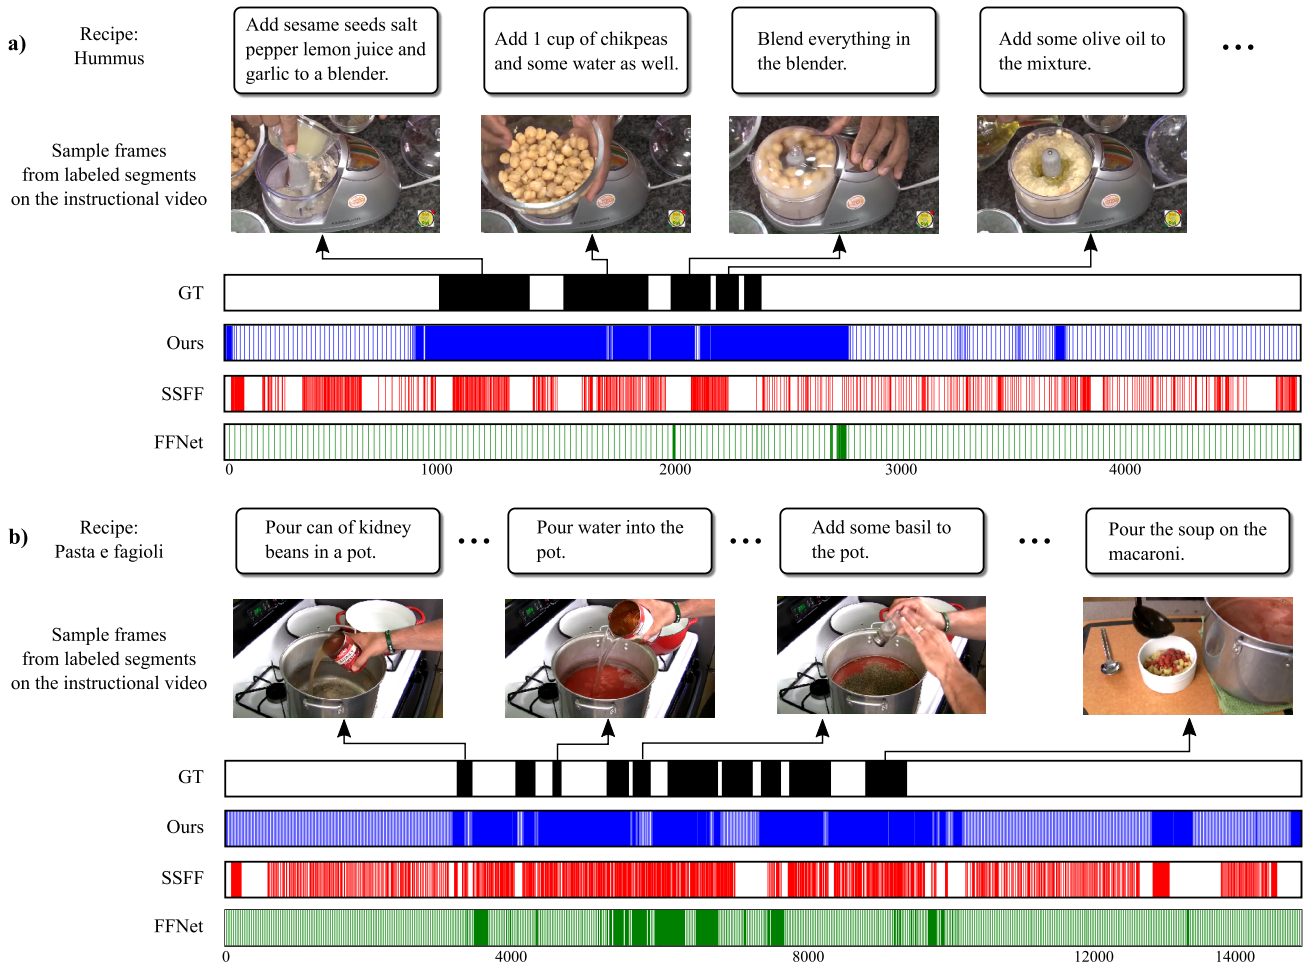 a)
Recipe:
Hummus
Add sesame seeds salt
pepper lemon juice and
garlic to a blender.
Add 1 cup of chikpeas
and some water as well.
Blend everything in
the blender.
Add some olive oil to
the mixture.
...
Sample frames
from labeled segments
on the instructional video
GT
Ours
SSFF
FFNet
0 1000 2000 3000 4000
b)
Recipe:
Pasta e fagioli
Pour can of kidney
beans in a pot.
...
Pour water into the
pot.
...
Add some basil to
the pot.
...
Pour the soup on the
macaroni.
Sample frames
from labeled segments
on the instructional video
GT
Ours
SSFF
FFNet
0 4000 8000 12000 14000